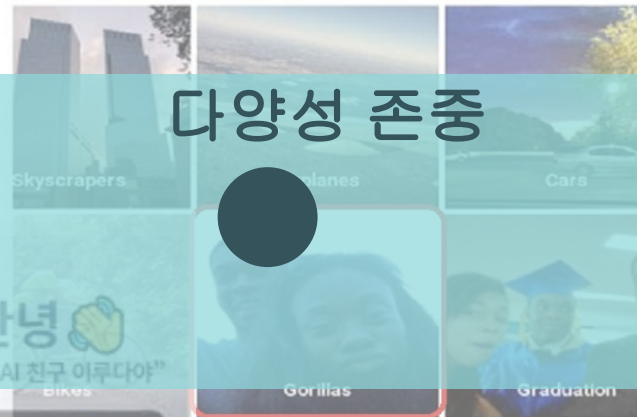 다양성 존중
Skyscrapers
planes
Cars
안녕 👋
AI 친구 이루다야"
Bikes
Gorillas
Graduation